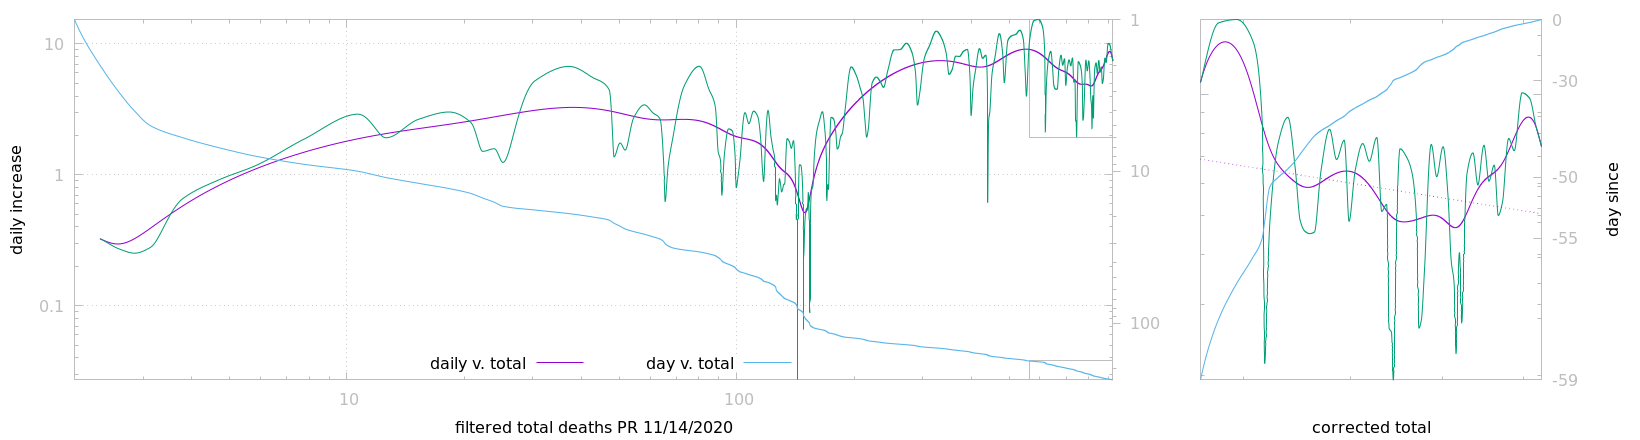 10
1
0.1
daily increase
daily v. total
day v. total
10
100
filtered total deaths PR 11/14/2020
1
10
100
0
-30
-50
-55
-59
day since
corrected total